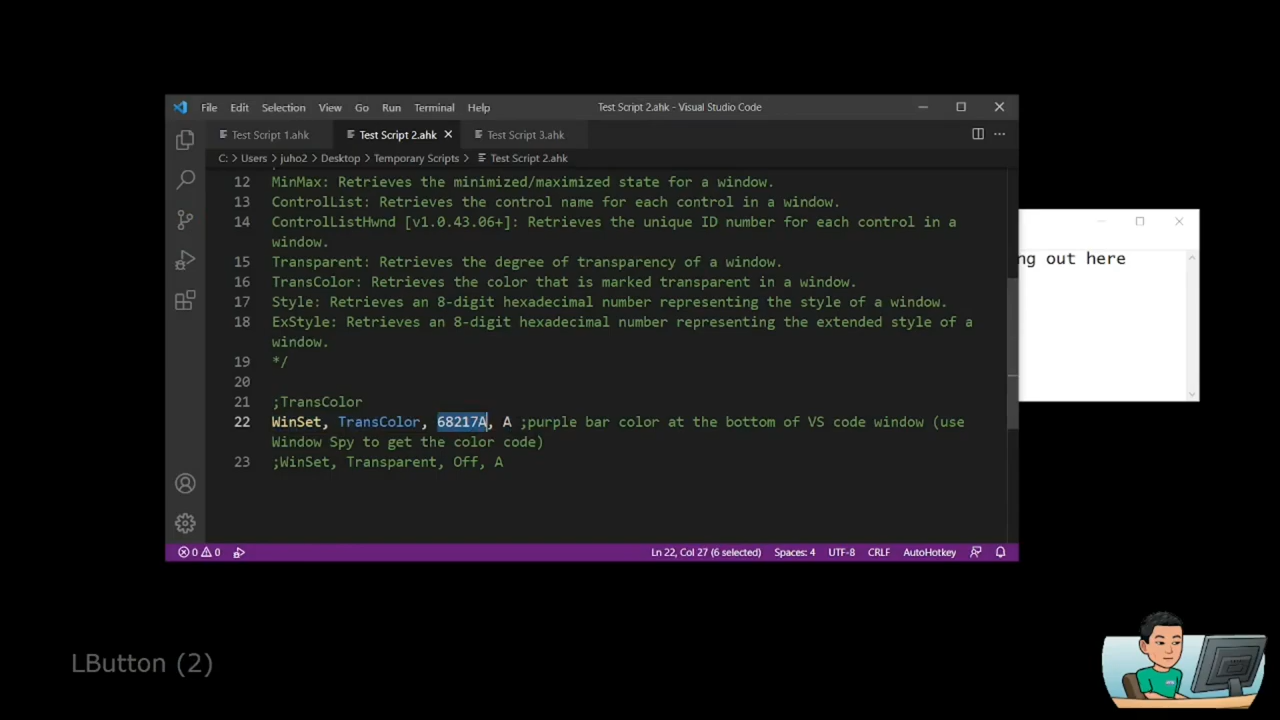 File Edit Selection View Go Run Terminal Help Test Script 2.ahk - Visual Studio Code
Test Script 1.ahk Test Script 2.ahk Test Script 3.ahk
C: > Users > juho2 > Desktop > Temporary Scripts > Test Script 2.ahk
12 MinMax: Retrieves the minimized/maximized state for a window.
13 ControlList: Retrieves the control name for each control in a window.
14 ControlListHwnd [v1.0.43.06+]: Retrieves the unique ID number for each control in a
window.
15 Transparent: Retrieves the degree of transparency of a window.
16 TransColor: Retrieves the color that is marked transparent in a window.
17 Style: Retrieves an 8-digit hexadecimal number representing the style of a window.
18 ExStyle: Retrieves an 8-digit hexadecimal number representing the extended style of a
window.
19 */
20
21 ;TransColor
22 WinSet, TransColor, 68217A, A ;purple bar color at the bottom of VS code window (use
Window Spy to get the color code)
23 ;WinSet, Transparent, Off, A
0 0 Ln 22, Col 27 (6 selected) Spaces: 4 UTF-8 CRLF AutoHotkey
ng out here
LButton (2)